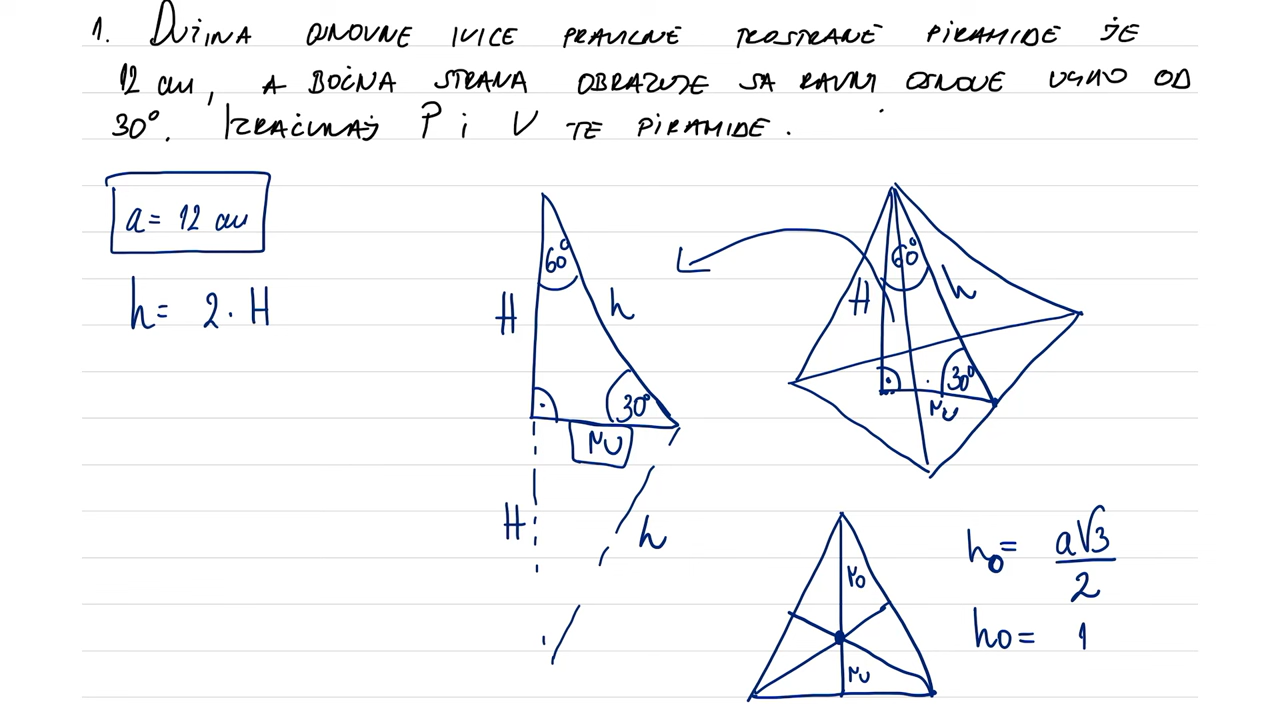 1. DUŽINA OSNOVNE IVICE PRAVILNE TROSTRANE PIRAMIDE JE
12 cm, A BOČNA STRANA OBRAZUJE SA RAVNI OSNOVE UGAO OD
30°. IZRAČUNAJ P i V TE PIRAMIDE.
a = 12 cm
h = 2 · H
60°
H
h
30°
ru
H
h
60°
H
h
30°
ru
ro
ru
ho = a√3/2
ho = 1